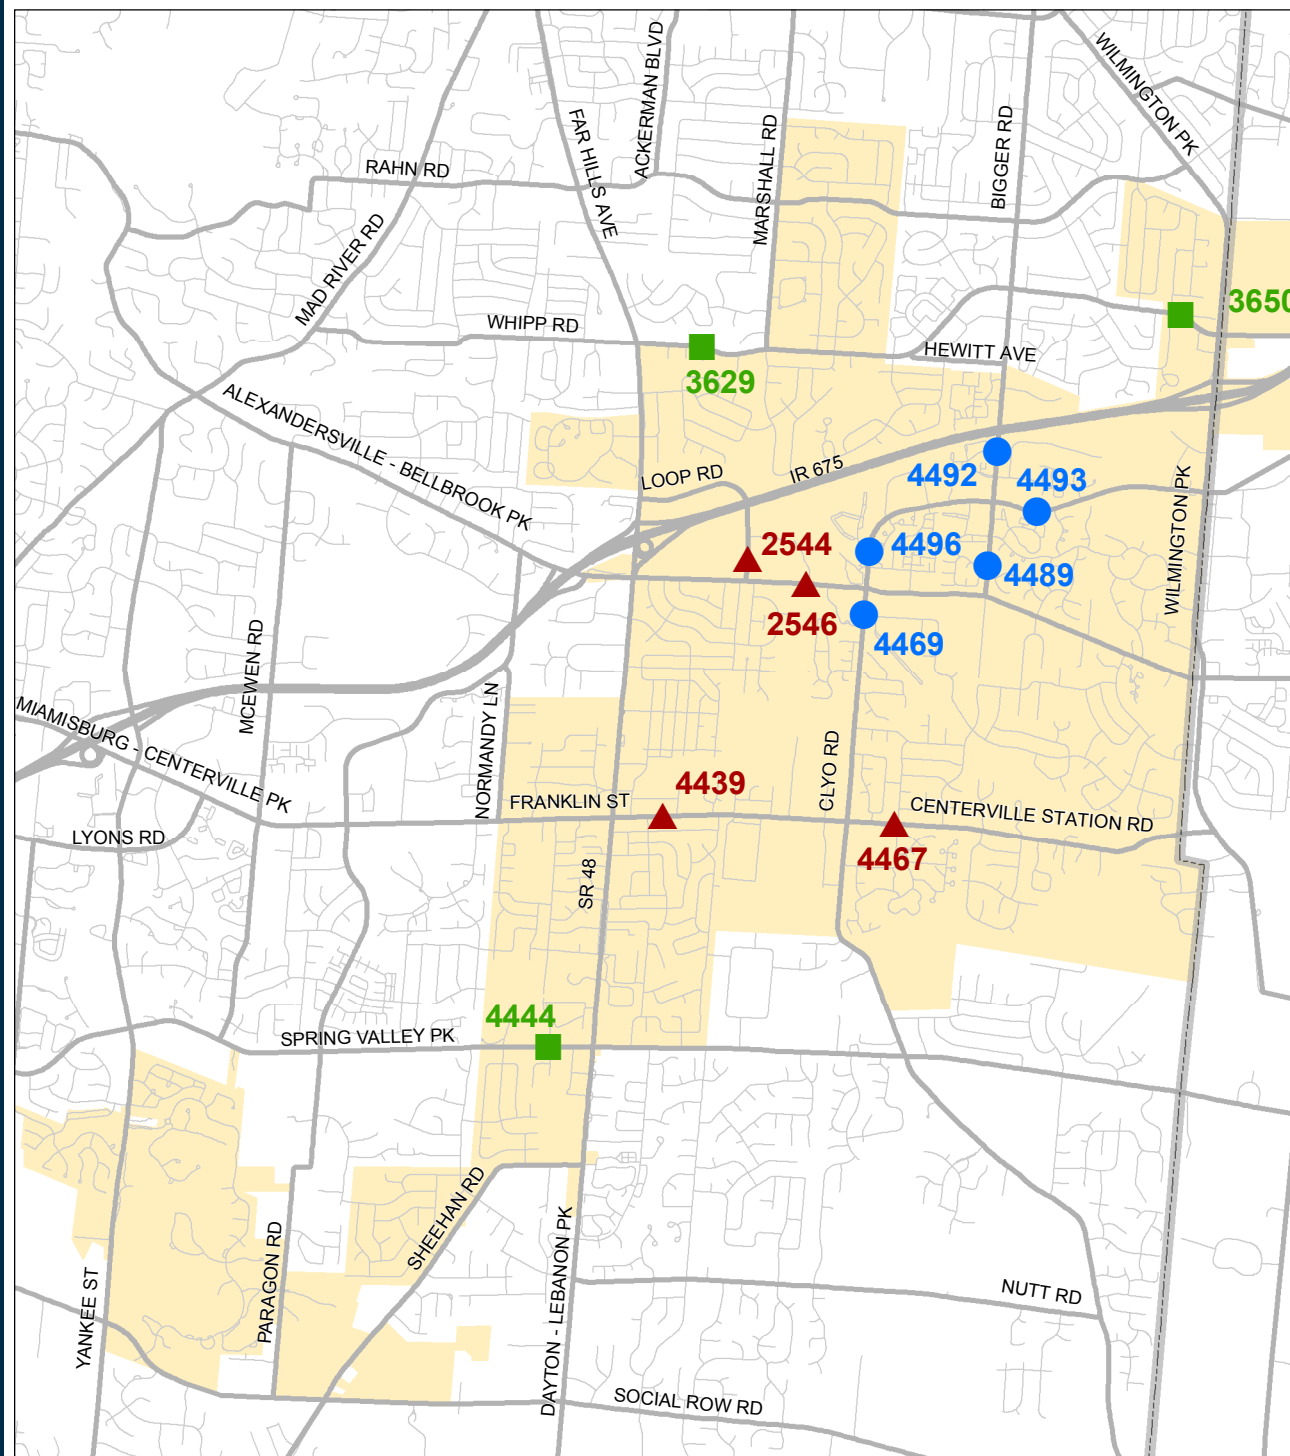 WILMINGTON PK
ACKERMAN BLVD
FAR HILLS AVE
MARSHALL RD
BIGGER RD
RAHN RD
MAD RIVER RD
3650
WHIPP RD
HEWITT AVE
3629
ALEXANDERSVILLE - BELLBROOK PK
LOOP RD
IR 675
4492
4493
WILMINGTON PK
2544
4496
4489
2546
4469
MCEWEN RD
NORMANDY LN
MIAMISBURG - CENTERVILLE PK
CLYO RD
4439
FRANKLIN ST
CENTERVILLE STATION RD
LYONS RD
4467
SR 48
4444
SPRING VALLEY PK
SHEEHAN RD
DAYTON - LEBANON PK
PARAGON RD
YANKEE ST
NUTT RD
SOCIAL ROW RD